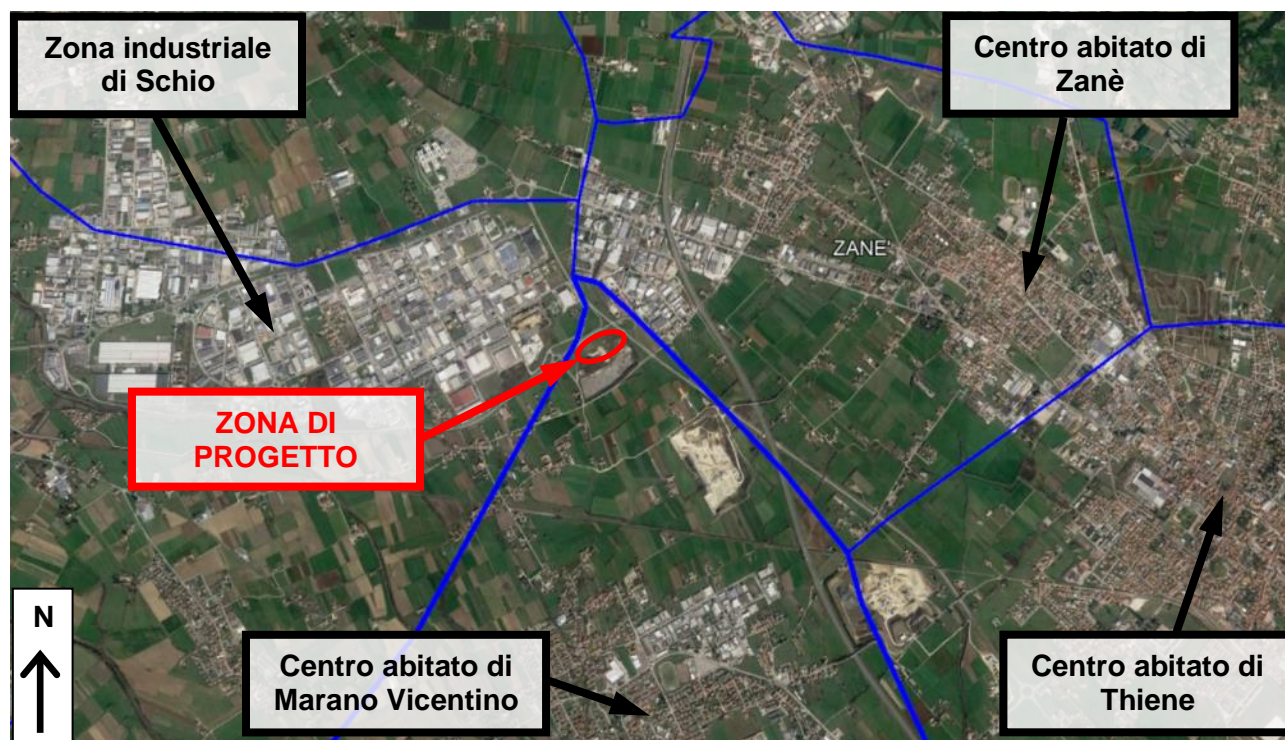 Zona industriale
di Schio
Centro abitato di
Zanè
ZANE'
ZONA DI
PROGETTO
N
Centro abitato di
Marano Vicentino
Centro abitato di
Thiene